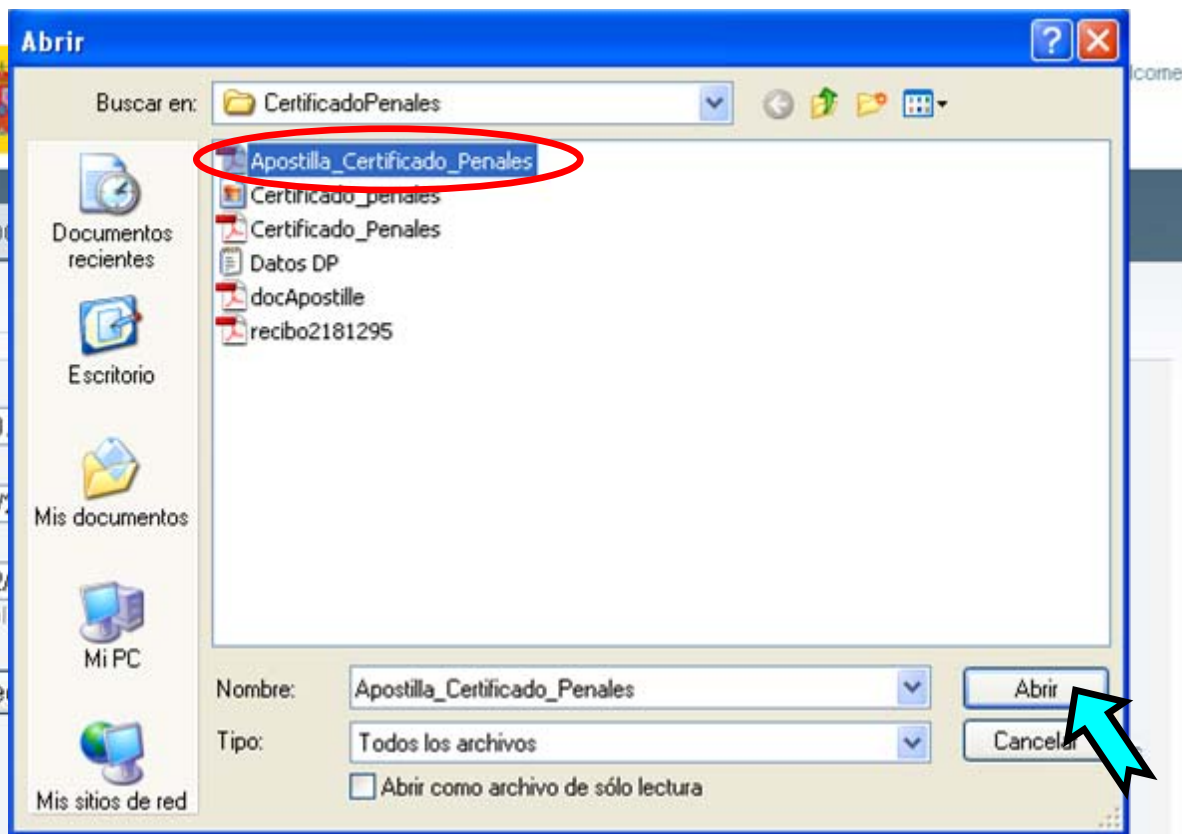 Abrir
lcome
Buscar en: CertificadoPenales
Apostilla_Certificado_Penales
Certificado_penales
Certificado_Penales
Datos DP
docApostille
recibo2181295
Documentos
recientes
Escritorio
Mis documentos
Mi PC
Mis sitios de red
Nombre: Apostilla_Certificado_Penales Abrir
Tipo: Todos los archivos Cancelar
Abrir como archivo de sólo lectura